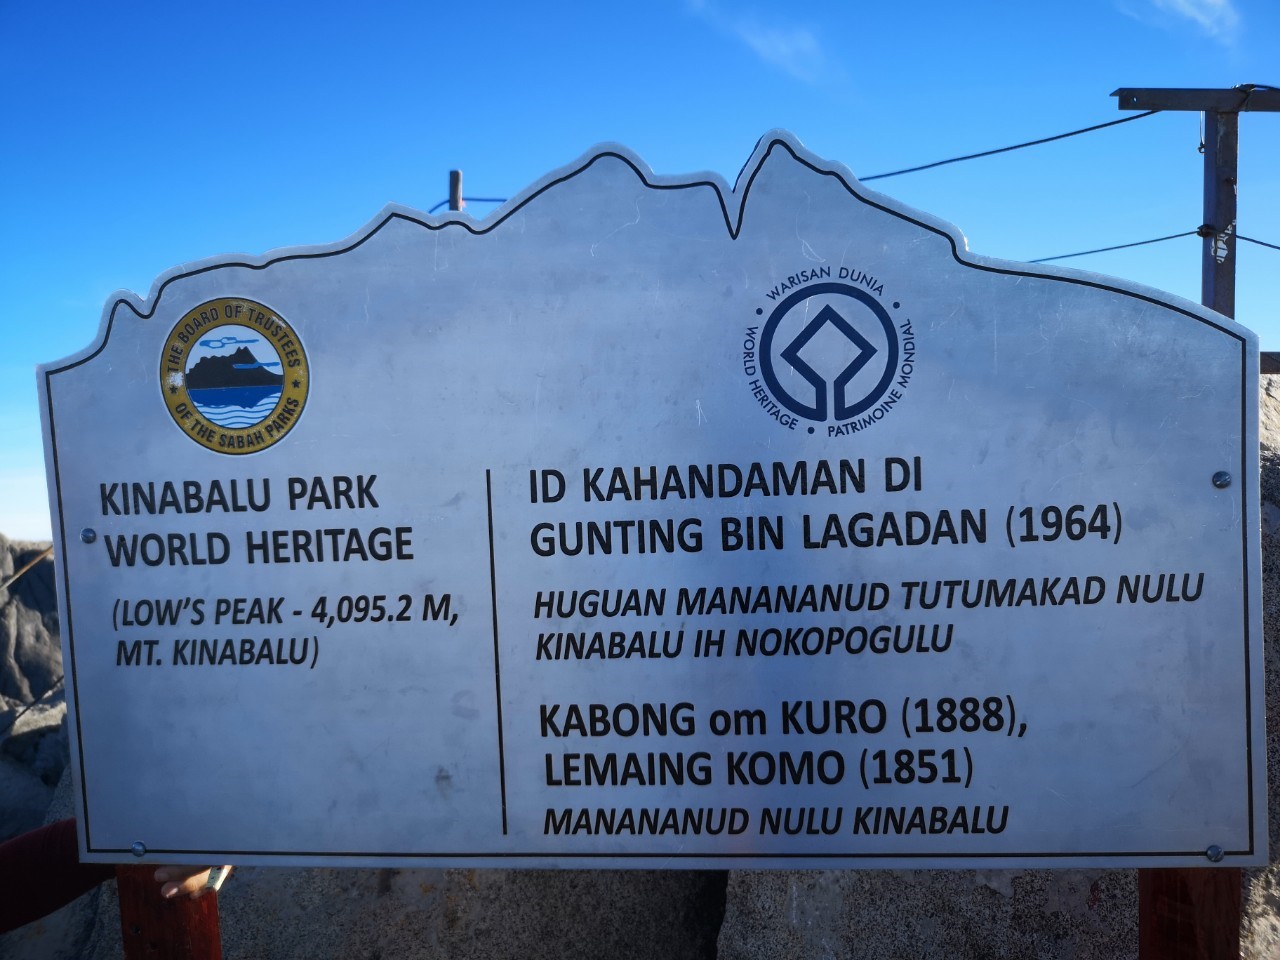 THE BOARD OF TRUSTEES
OF THE SABAH PARKS
WARISAN DUNIA
WORLD HERITAGE
PATRIMOINE MONDIAL
KINABALU PARK
WORLD HERITAGE
(LOW'S PEAK - 4,095.2 M,
MT. KINABALU)
ID KAHANDAMAN DI
GUNTING BIN LAGADAN (1964)
HUGUAN MANANANUD TUTUMAKAD NULU
KINABALU IH NOKOPOGULU
KABONG om KURO (1888),
LEMAING KOMO (1851)
MANANANUD NULU KINABALU